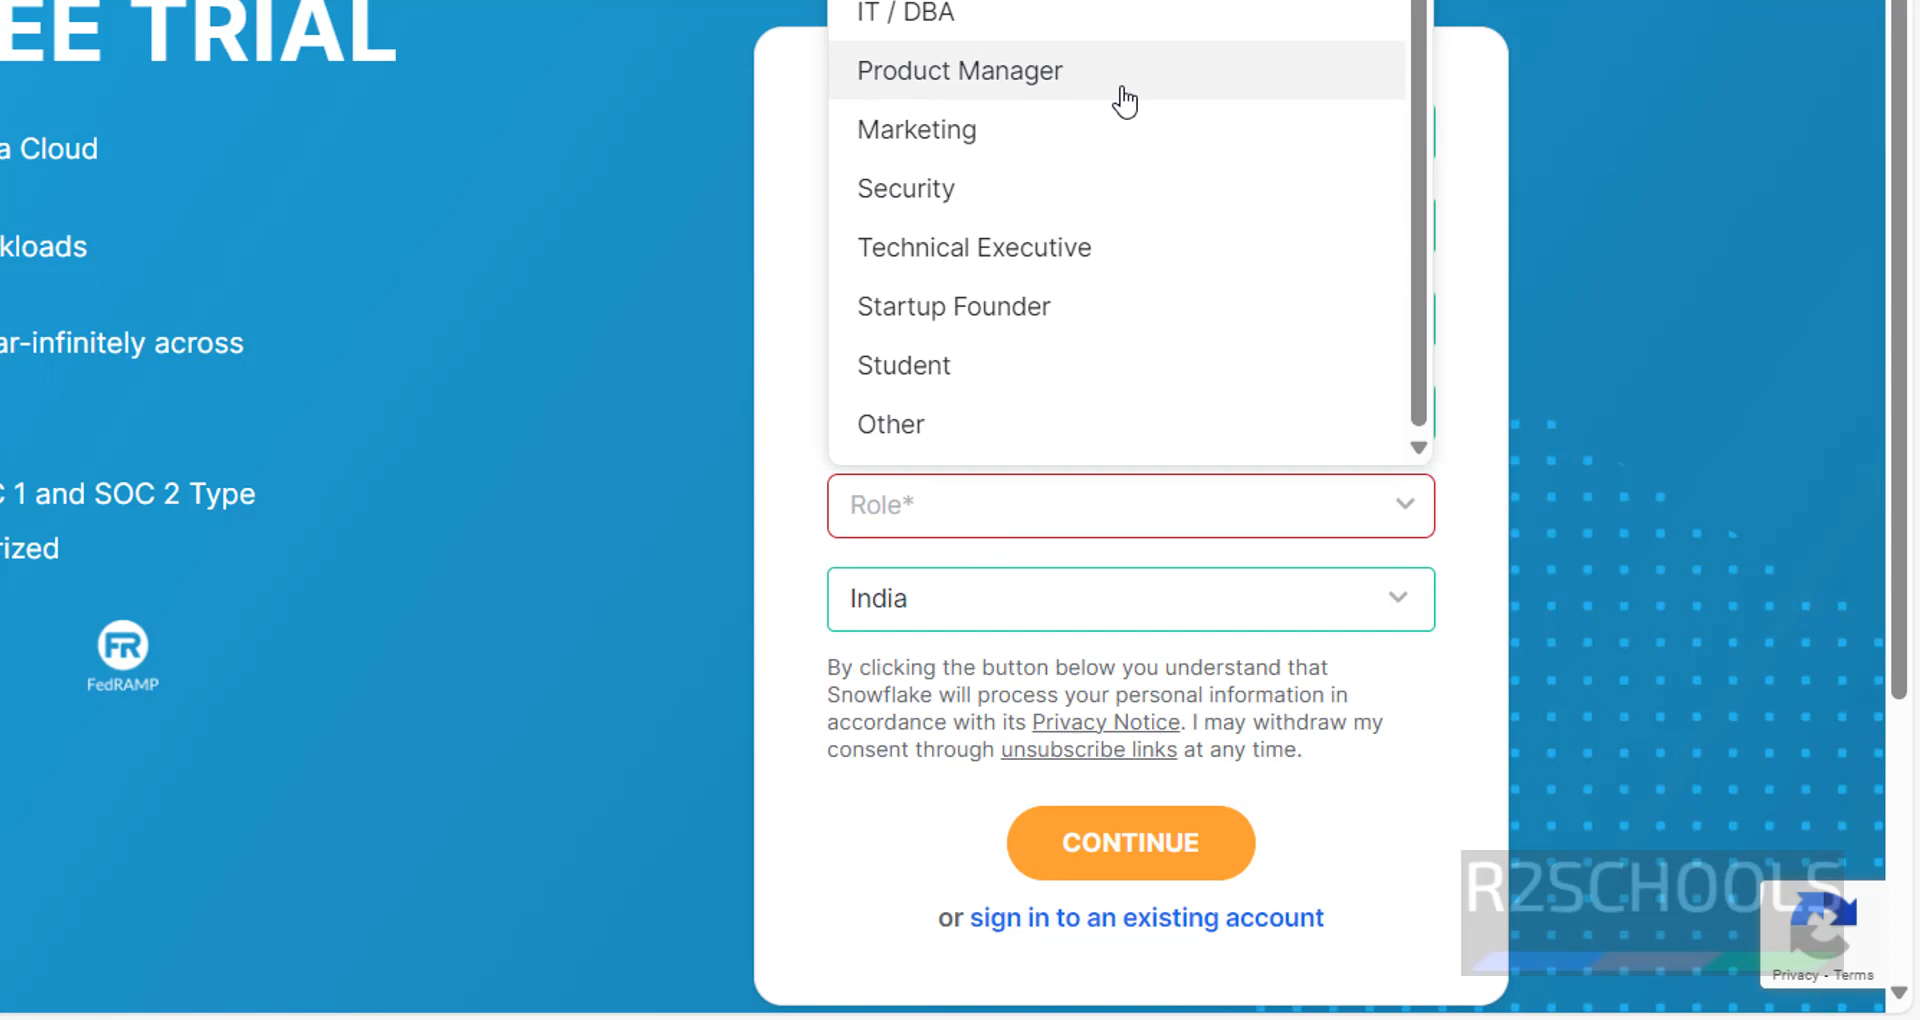 EE TRIAL
a Cloud
kloads
ar-infinitely across
C 1 and SOC 2 Type
rized
FR
FedRAMP
IT / DBA
Product Manager
Marketing
Security
Technical Executive
Startup Founder
Student
Other
Role*
India
By clicking the button below you understand that
Snowflake will process your personal information in
accordance with its Privacy Notice. I may withdraw my
consent through unsubscribe links at any time.
CONTINUE
or sign in to an existing account
R2SCHOOLS
Privacy - Terms